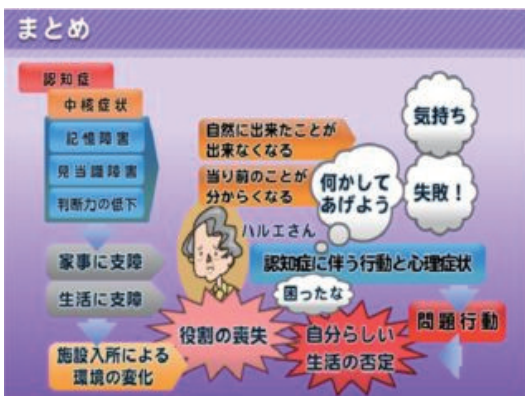 まとめ
認知症
中核症状
記憶障害
見当識障害
判断力の低下
家事に支障
生活に支障
施設入所による
環境の変化
自然に出来たことが
出来なくなる
当り前のことが
分からくなる
ハルエさん
何かして
あげよう
気持ち
失敗！
認知症に伴う行動と心理症状
困ったな
役割の喪失
自分らしい
生活の否定
問題行動